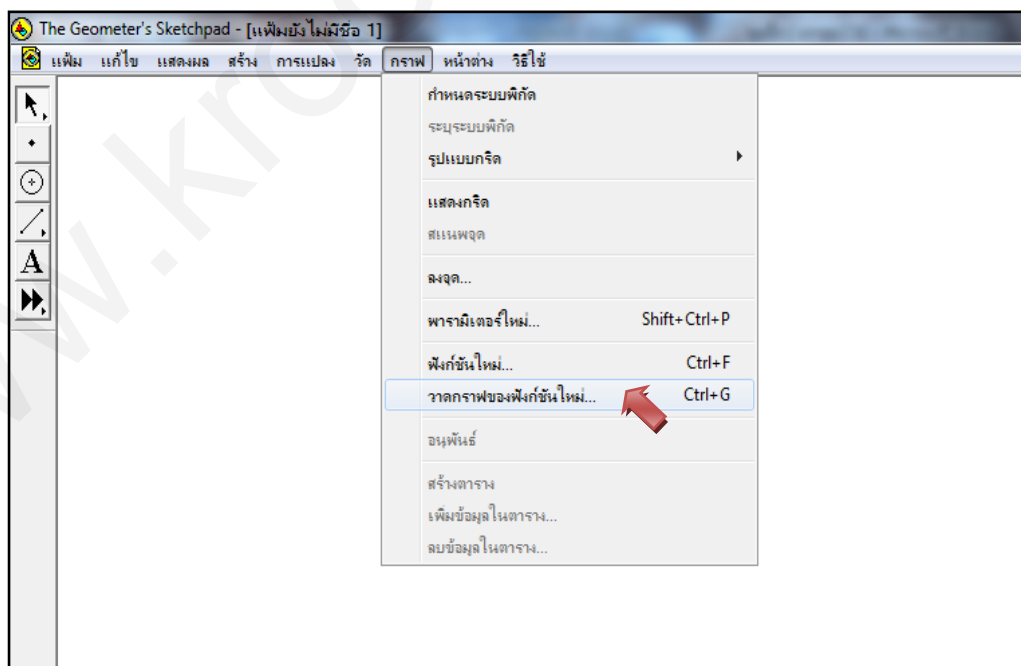 The Geometer's Sketchpad - [แฟ้มยังไม่มีชื่อ 1]
แฟ้ม แก้ไข แสดงผล สร้าง การแปลง วัด กราฟ หน้าต่าง วิธีใช้
กำหนดระบบพิกัด
ระบุระบบพิกัด
รูปแบบกริด
แสดงกริด
สแนพจุด
ลงจุด...
พารามิเตอร์ใหม่... Shift+Ctrl+P
ฟังก์ชันใหม่... Ctrl+F
วาดกราฟของฟังก์ชันใหม่... Ctrl+G
อนุพันธ์
สร้างตาราง
เพิ่มข้อมูลในตาราง...
ลบข้อมูลในตาราง...
A